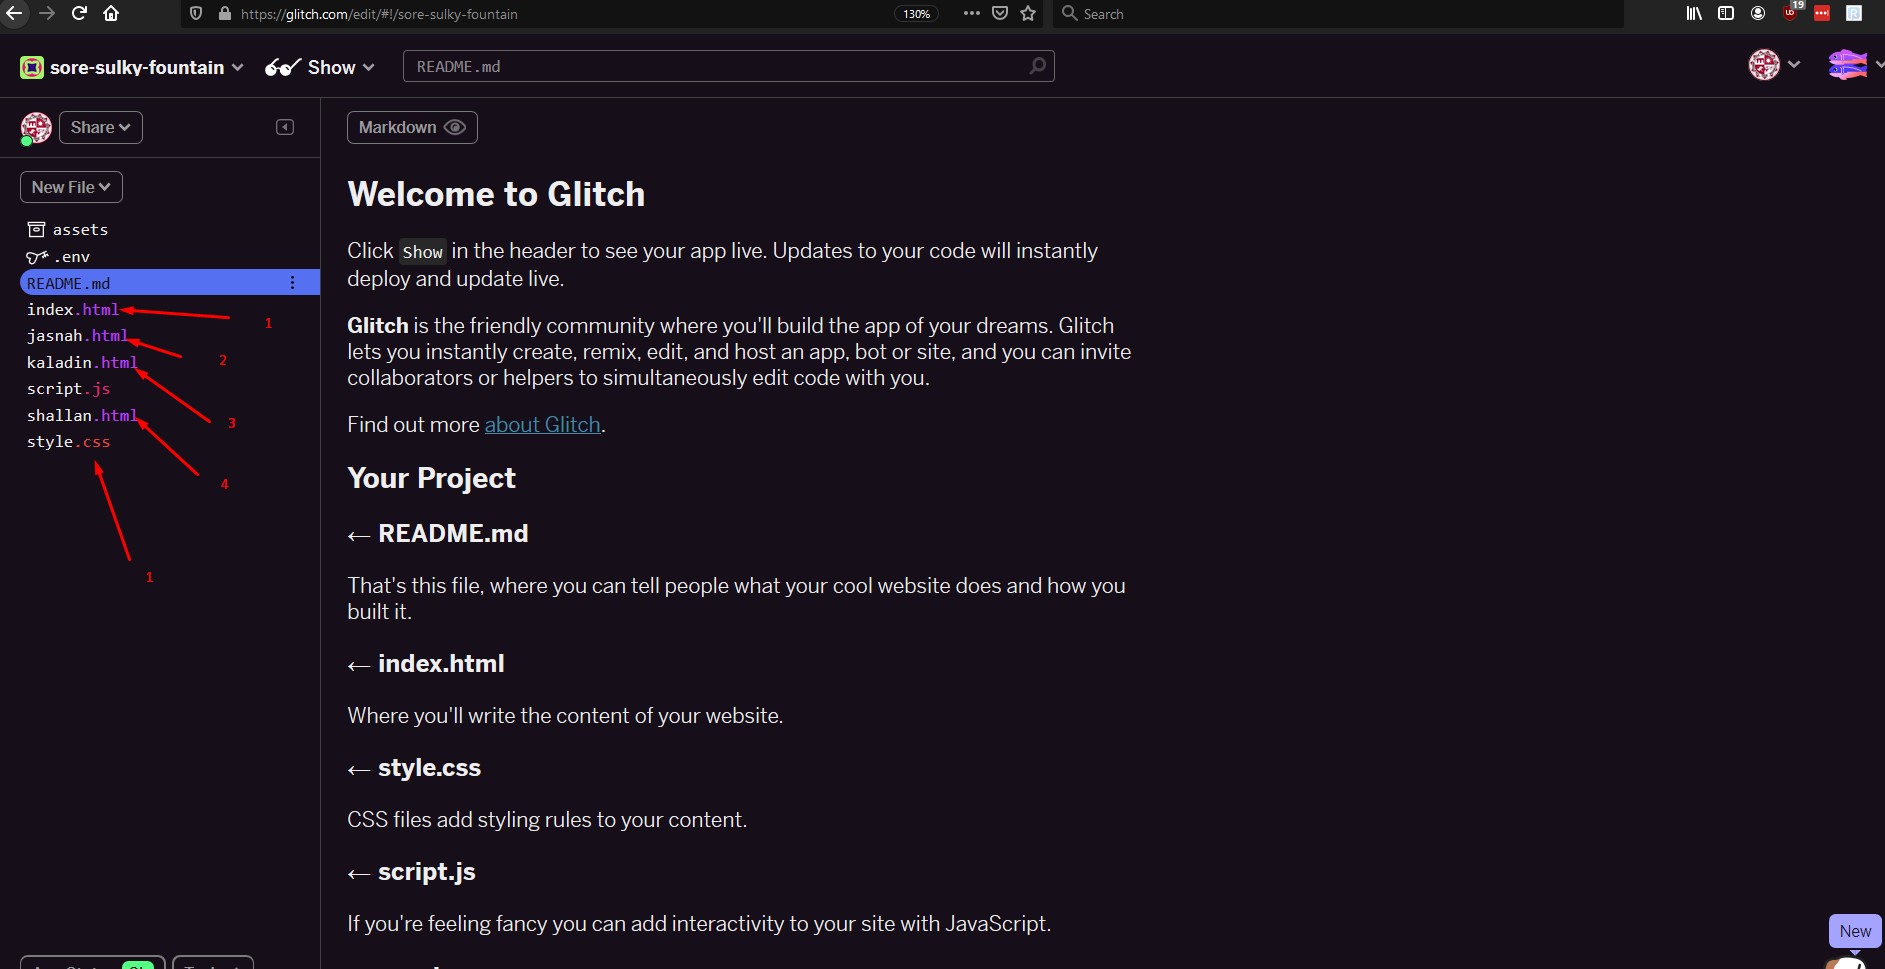 https://glitch.com/edit/#!/sore-sulky-fountain
130%
Search
19
sore-sulky-fountain
Show
README.md
Share
Markdown
New File
assets
.env
README.md
index.html
1
jasnah.html
2
kaladin.html
script.js
shallan.html
3
style.css
4
1
Welcome to Glitch
Click Show in the header to see your app live. Updates to your code will instantly
deploy and update live.
Glitch is the friendly community where you'll build the app of your dreams. Glitch
lets you instantly create, remix, edit, and host an app, bot or site, and you can invite
collaborators or helpers to simultaneously edit code with you.
Find out more about Glitch.
Your Project
← README.md
That's this file, where you can tell people what your cool website does and how you
built it.
← index.html
Where you'll write the content of your website.
← style.css
CSS files add styling rules to your content.
← script.js
If you're feeling fancy you can add interactivity to your site with JavaScript.
New